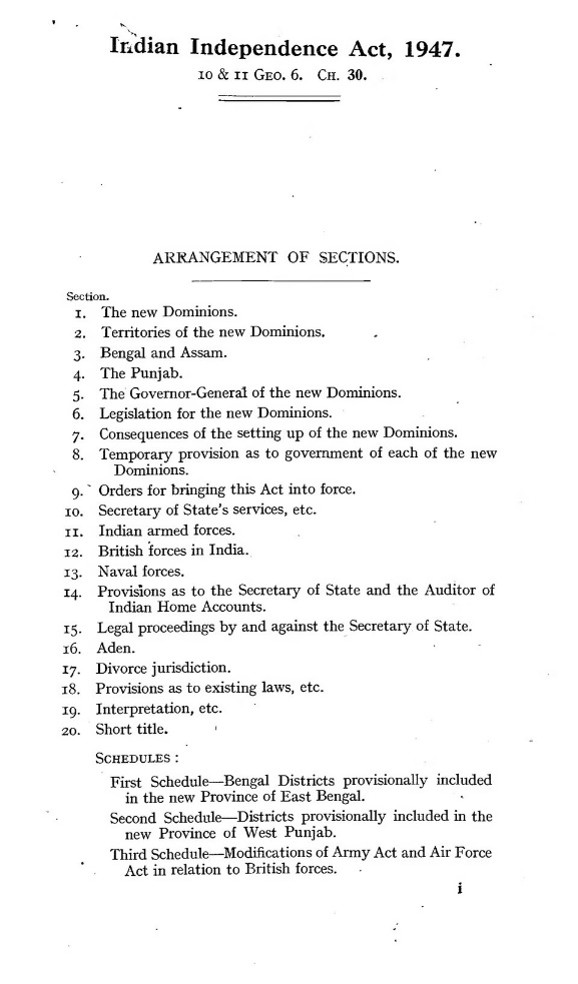 Indian Independence Act, 1947.
10 & 11 GEO. 6. CH. 30.
ARRANGEMENT OF SECTIONS.
Section.
1. The new Dominions.
2. Territories of the new Dominions.
3. Bengal and Assam.
4. The Punjab.
5. The Governor-General of the new Dominions.
6. Legislation for the new Dominions.
7. Consequences of the setting up of the new Dominions.
8. Temporary provision as to government of each of the new
Dominions.
9. Orders for bringing this Act into force.
10. Secretary of State's services, etc.
11. Indian armed forces.
12. British forces in India.
13. Naval forces.
14. Provisions as to the Secretary of State and the Auditor of
Indian Home Accounts.
15. Legal proceedings by and against the Secretary of State.
16. Aden.
17. Divorce jurisdiction.
18. Provisions as to existing laws, etc.
19. Interpretation, etc.
20. Short title.
SCHEDULES :
First Schedule—Bengal Districts provisionally included
in the new Province of East Bengal.
Second Schedule—Districts provisionally included in the
new Province of West Punjab.
Third Schedule—Modifications of Army Act and Air Force
Act in relation to British forces.
i